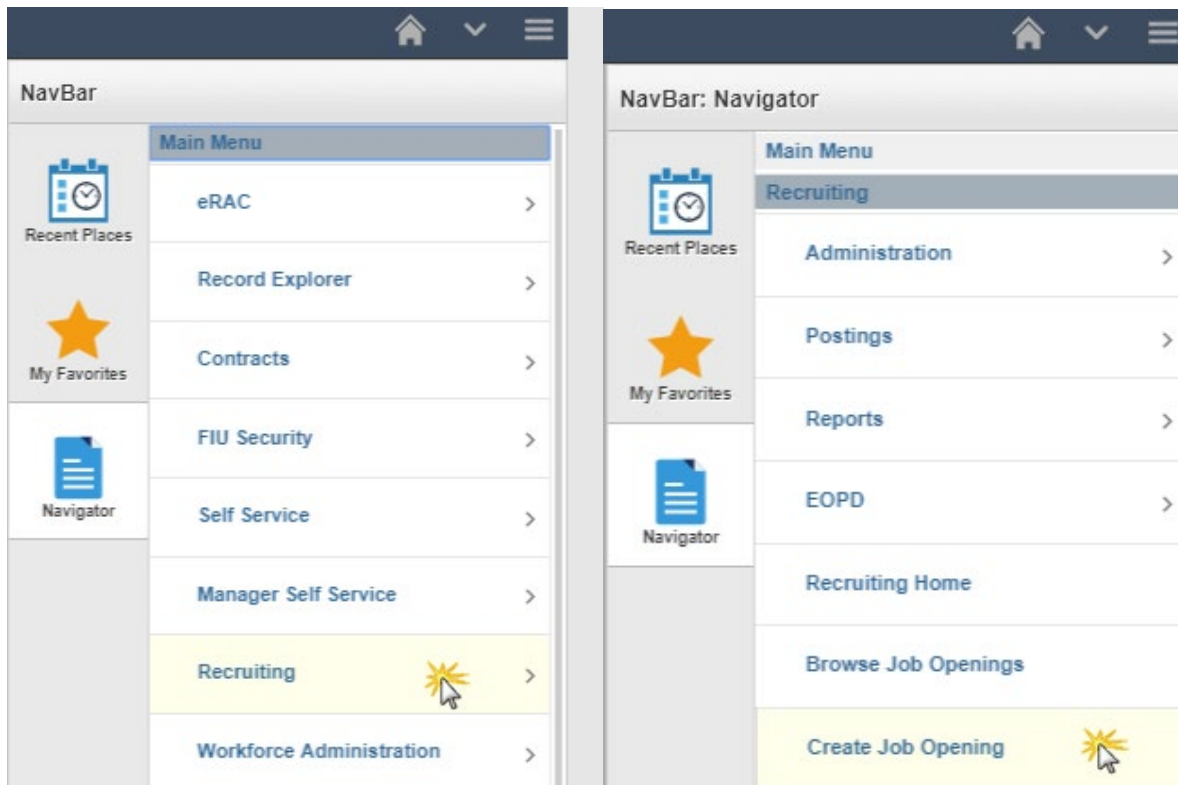 NavBar
Recent Places
My Favorites
Navigator
Main Menu
eRAC
Record Explorer
Contracts
FIU Security
Self Service
Manager Self Service
Recruiting
Workforce Administration
NavBar: Navigator
Recent Places
My Favorites
Navigator
Main Menu
Recruiting
Administration
Postings
Reports
EOPD
Recruiting Home
Browse Job Openings
Create Job Opening